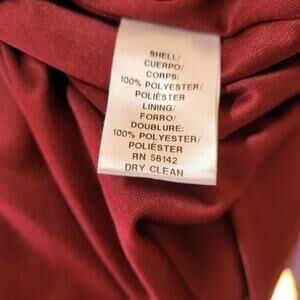 SHELL/
CUERPO/
CORPS:
100% POLYESTER/
POLIÉSTER
LINING/
FORRO/
DOUBLURE:
100% POLYESTER/
POLIÉSTER
RN 58142
DRY CLEAN